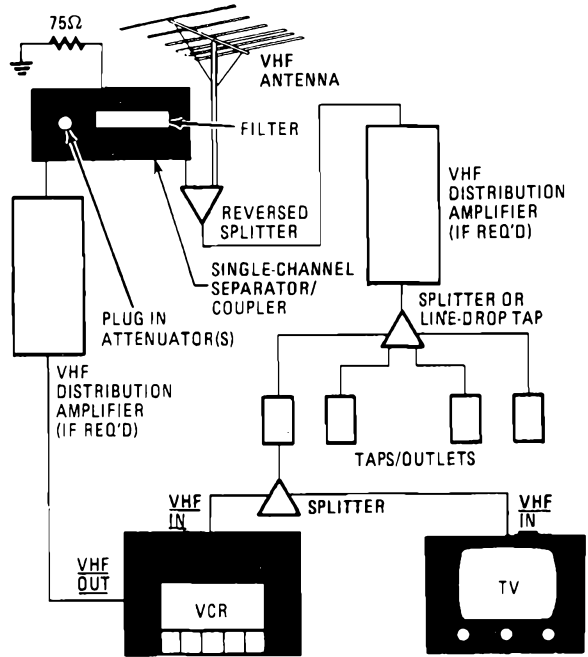 75Ω
VHF
ANTENNA
FILTER
VHF
DISTRIBUTION
AMPLIFIER
(IF REQ'D)
REVERSED
SPLITTER
SINGLE-CHANNEL
SEPARATOR/
COUPLER
PLUG IN
ATTENUATOR(S)
SPLITTER OR
LINE-DROP TAP
VHF
DISTRIBUTION
AMPLIFIER
(IF REQ'D)
TAPS/OUTLETS
VHF
IN
SPLITTER
VHF
IN
VHF
OUT
VCR
TV